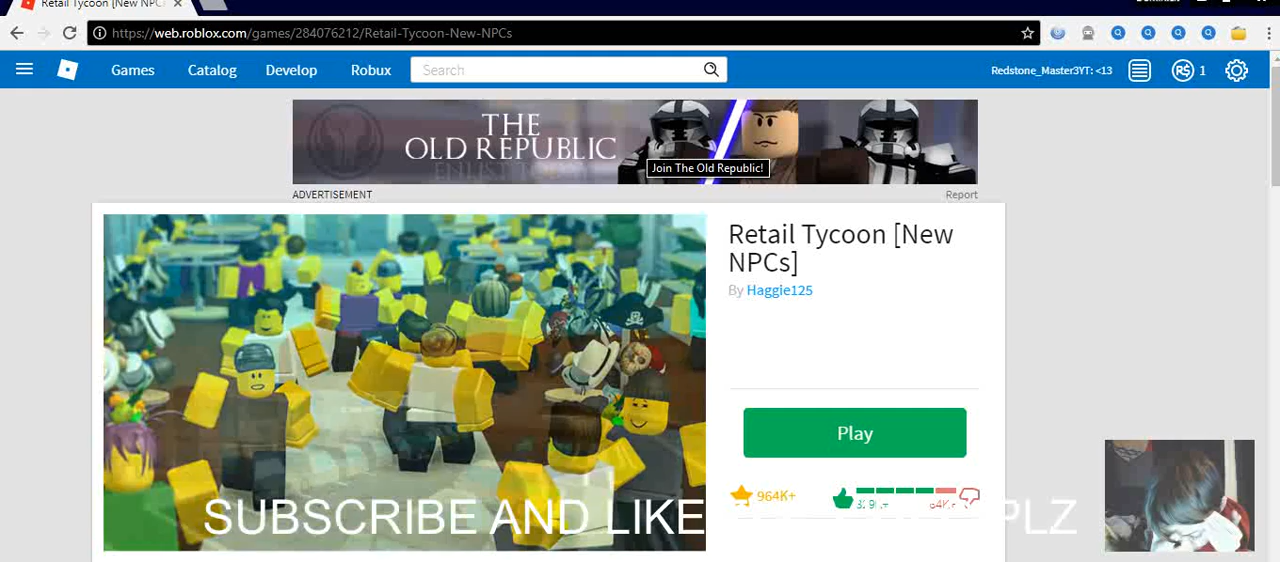 Retail Tycoon [New NPC
https://web.roblox.com/games/284076212/Retail-Tycoon-New-NPCs
Games Catalog Develop Robux Search Redstone_Master3YT: <13 R$ 1
THE
OLD REPUBLIC
ENLIST TODAY
Join The Old Republic!
ADVERTISEMENT Report
Retail Tycoon [New
NPCs]
By Haggie125
Play
964K+
SUBSCRIBE AND LIKE PLZ